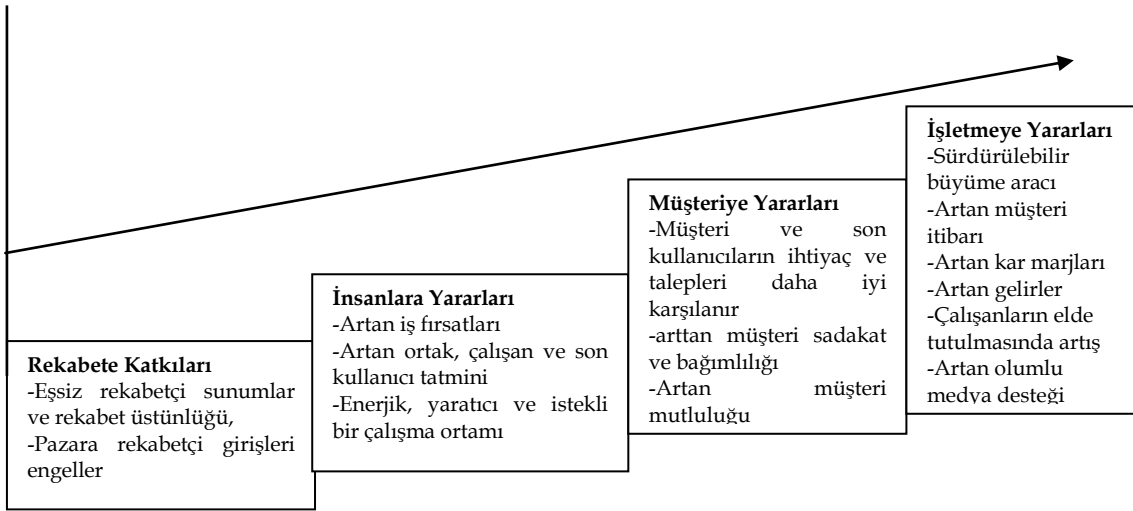 Rekabete Katkıları
-Eşsiz rekabetçi sunumlar
ve rekabet üstünlüğü,
-Pazara rekabetçi girişleri
engeller
İnsanlara Yararları
-Artan iş fırsatları
-Artan ortak, çalışan ve son
kullanıcı tatmini
-Enerjik, yaratıcı ve istekli
bir çalışma ortamı
Müşteriye Yararları
-Müşteri ve son
kullanıcıların ihtiyaç ve
talepleri daha iyi
karşılanır
-arttan müşteri sadakat
ve bağımlılığı
-Artan müşteri
mutluluğu
İşletmeye Yararları
-Sürdürülebilir
büyüme aracı
-Artan müşteri
itibarı
-Artan kar marjları
-Artan gelirler
-Çalışanların elde
tutulmasında artış
-Artan olumlu
medya desteği